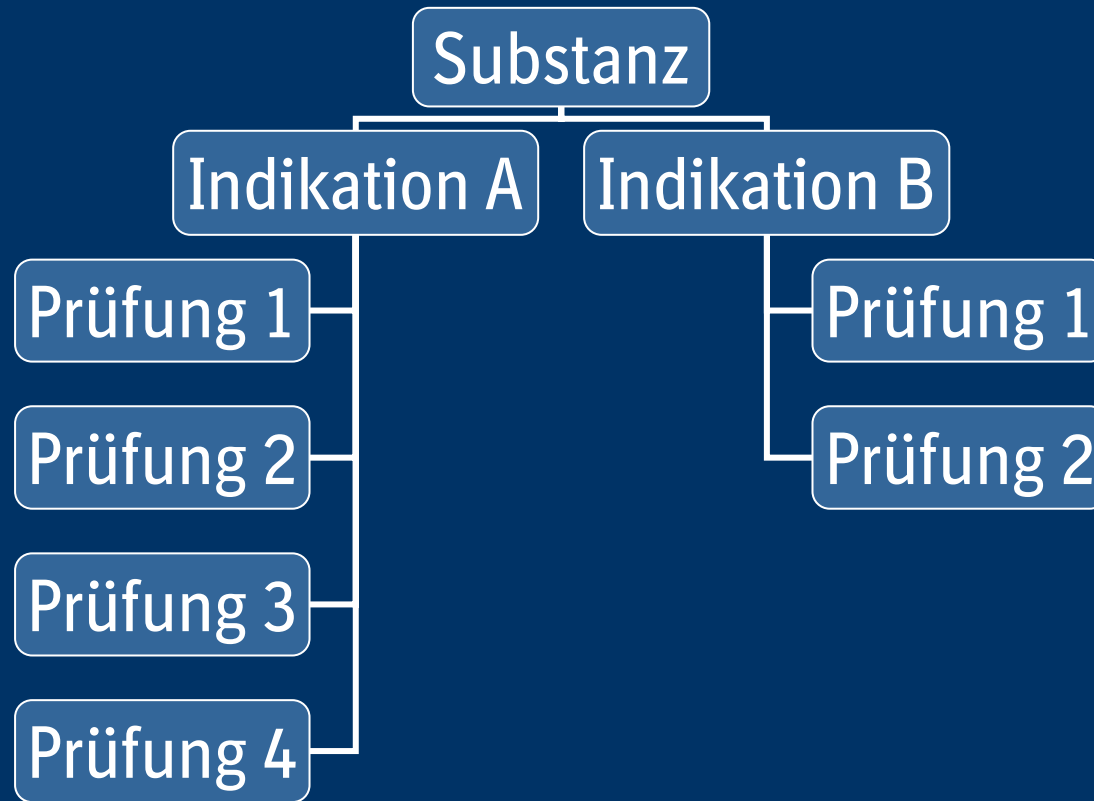 Substanz
Indikation A
Indikation B
Prüfung 1
Prüfung 2
Prüfung 3
Prüfung 4
Prüfung 1
Prüfung 2